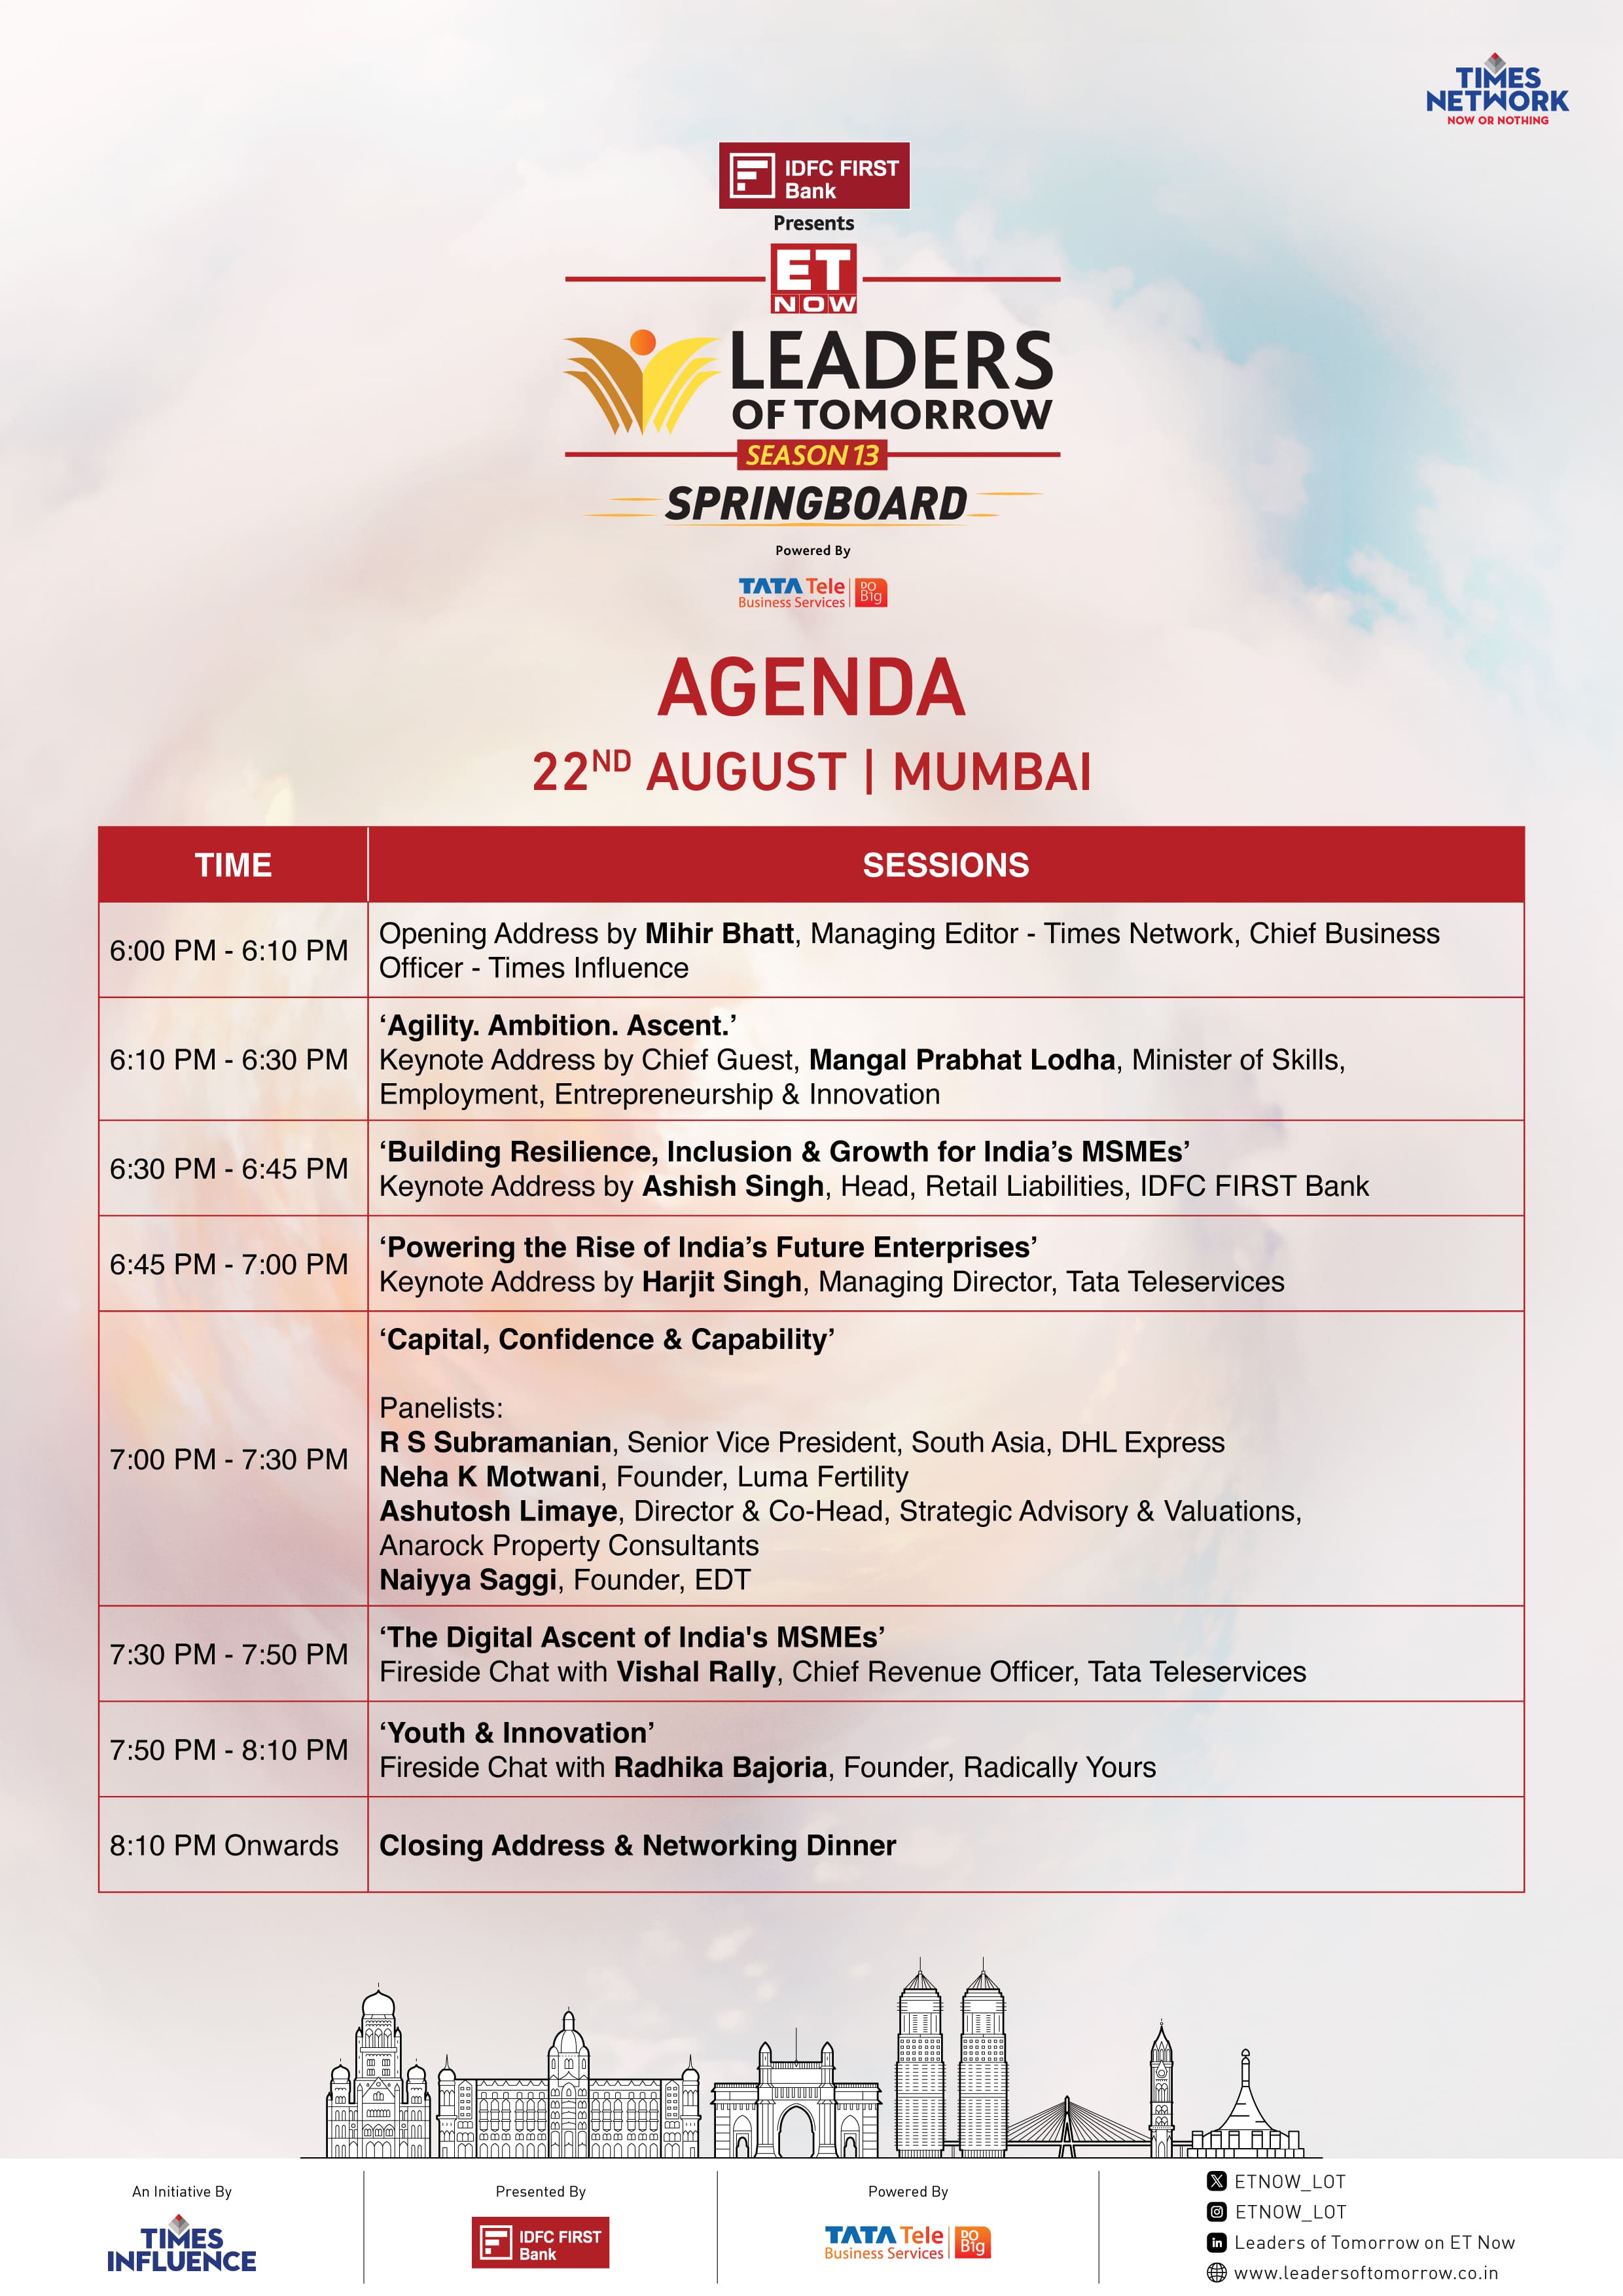 TIMES
NETWORK
NOW OR NOTHING
IDFC FIRST
Bank
Presents
ET
NOW
LEADERS
OF TOMORROW
SEASON 13
SPRINGBOARD
Powered By
TATA Tele
Business Services
DO
B1g
AGENDA
22ND AUGUST | MUMBAI
TIME
SESSIONS
6:00 PM - 6:10 PM
Opening Address by Mihir Bhatt, Managing Editor - Times Network, Chief Business
Officer - Times Influence
6:10 PM - 6:30 PM
‘Agility. Ambition. Ascent.’
Keynote Address by Chief Guest, Mangal Prabhat Lodha, Minister of Skills,
Employment, Entrepreneurship & Innovation
6:30 PM - 6:45 PM
‘Building Resilience, Inclusion & Growth for India’s MSMEs’
Keynote Address by Ashish Singh, Head, Retail Liabilities, IDFC FIRST Bank
6:45 PM - 7:00 PM
‘Powering the Rise of India’s Future Enterprises’
Keynote Address by Harjit Singh, Managing Director, Tata Teleservices
7:00 PM - 7:30 PM
‘Capital, Confidence & Capability’
Panelists:
R S Subramanian, Senior Vice President, South Asia, DHL Express
Neha K Motwani, Founder, Luma Fertility
Ashutosh Limaye, Director & Co-Head, Strategic Advisory & Valuations,
Anarock Property Consultants
Naiyya Saggi, Founder, EDT
7:30 PM - 7:50 PM
‘The Digital Ascent of India's MSMEs’
Fireside Chat with Vishal Rally, Chief Revenue Officer, Tata Teleservices
7:50 PM - 8:10 PM
‘Youth & Innovation’
Fireside Chat with Radhika Bajoria, Founder, Radically Yours
8:10 PM Onwards
Closing Address & Networking Dinner
An Initiative By
TIMES
INFLUENCE
Presented By
IDFC FIRST
Bank
Powered By
TATA Tele
Business Services
DO
B1g
ETNOW_LOT
ETNOW_LOT
Leaders of Tomorrow on ET Now
www.leadersoftomorrow.co.in